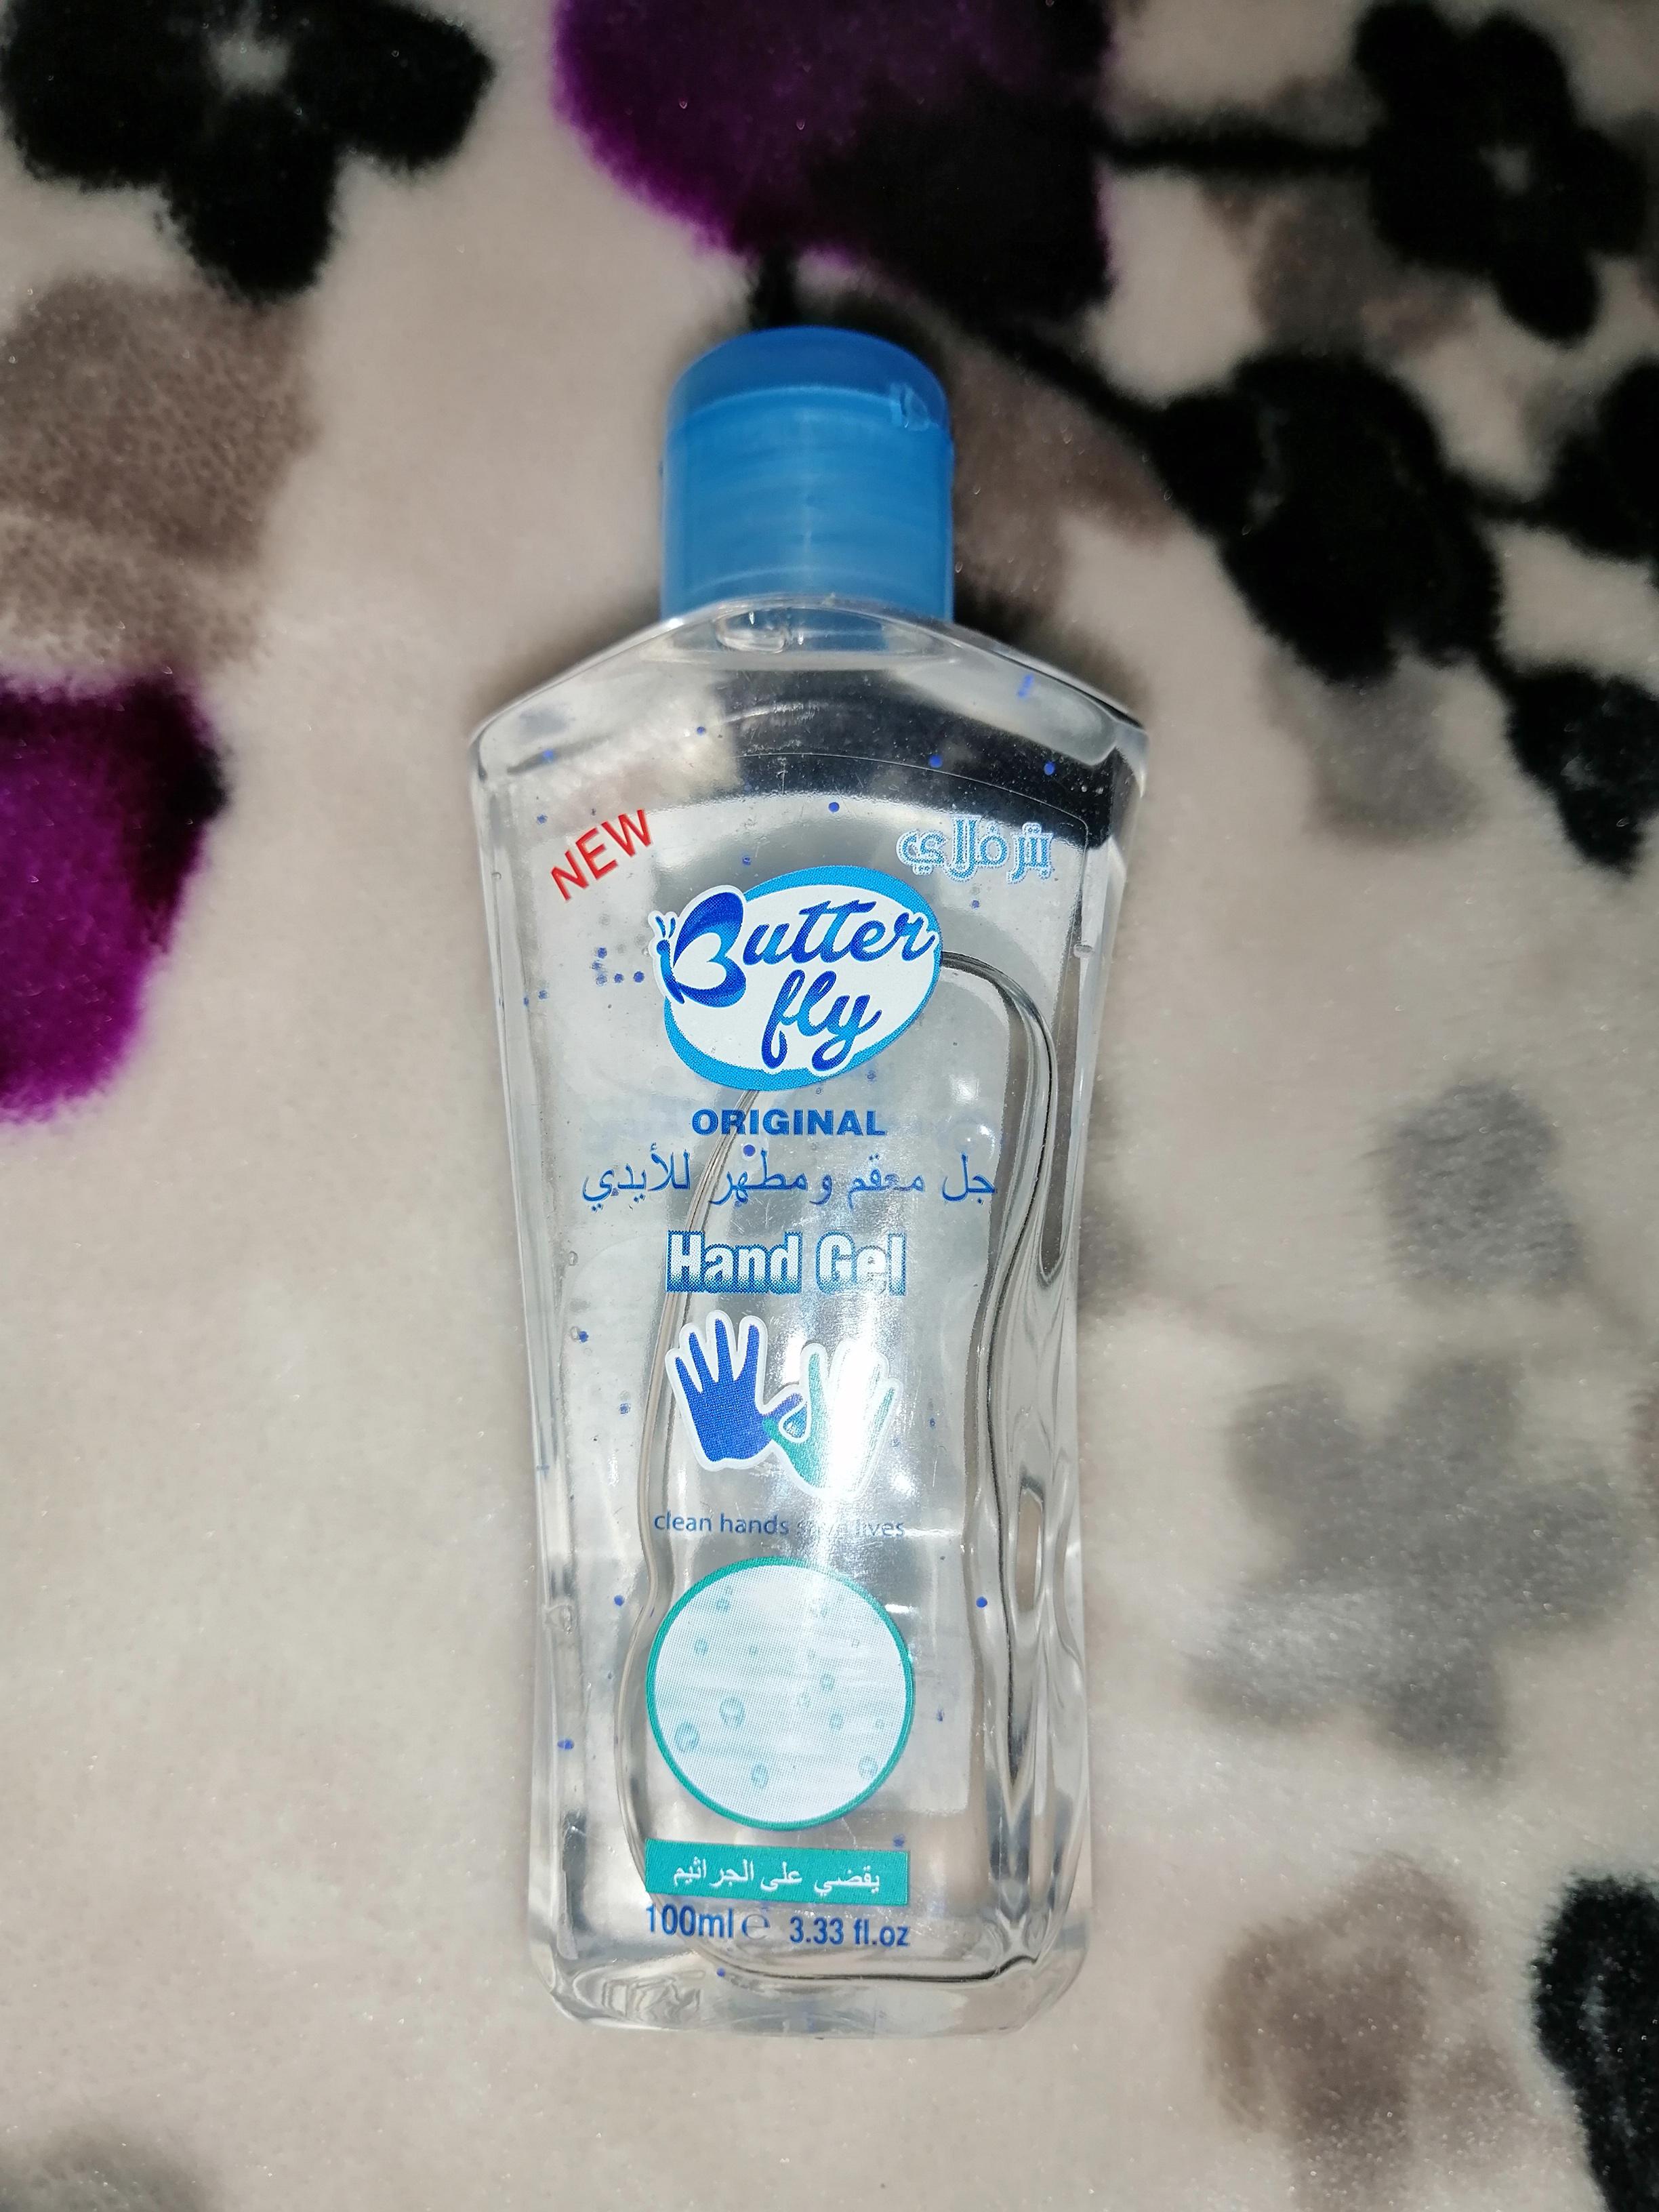 NEW
بترفلاي
Butter
fly
ORIGINAL
جل معقم ومطهر للأيدي
Hand Gel
clean hands lives
يقضي على الجراثيم
100ml ℮ 3.33 fl.oz